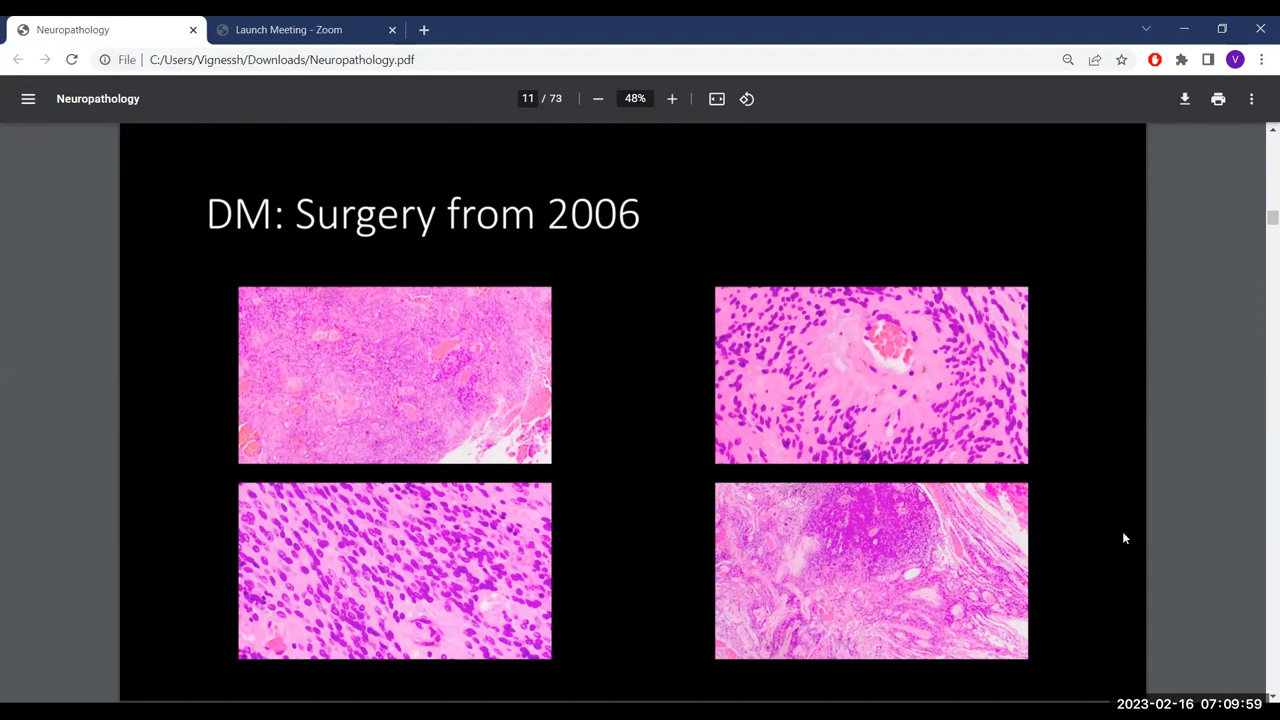 Neuropathology
Launch Meeting - Zoom
File
C:/Users/Vignessh/Downloads/Neuropathology.pdf
V
Neuropathology
11 / 73
48%
DM: Surgery from 2006
2023-02-16 07:09:59